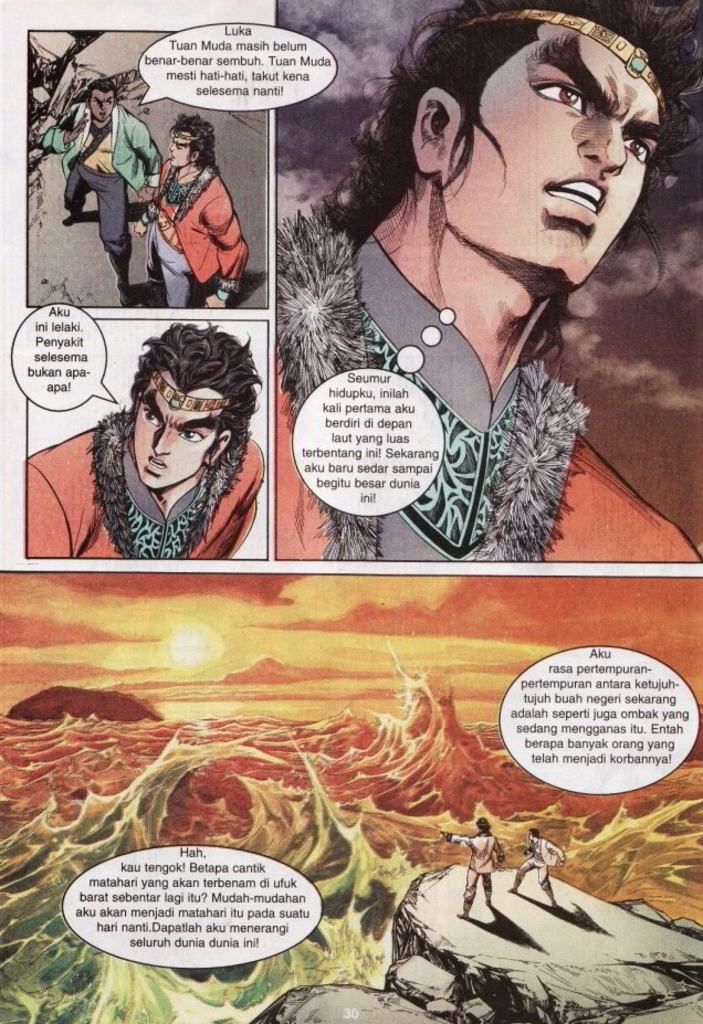 Luka
Tuan Muda masih belum
benar-benar sembuh. Tuan Muda
mesti hati-hati, takut kena
selesema nanti!
Aku
ini lelaki.
Penyakit
selesema
bukan apa-
apa!
Seumur
hidupku, inilah
kali pertama aku
berdiri di depan
laut yang luas
terbentang ini! Sekarang
aku baru sedar sampai
begitu besar dunia
ini!
Aku
rasa pertempuran-
pertempuran antara ketujuh-
tujuh buah negeri sekarang
adalah seperti juga ombak yang
sedang mengganas itu. Entah
berapa banyak orang yang
telah menjadi korbannya!
Hah,
kau tengok! Betapa cantik
matahari yang akan terbenam di ufuk
barat sebentar lagi itu? Mudah-mudahan
aku akan menjadi matahari itu pada suatu
hari nanti.Dapatlah aku menerangi
seluruh dunia dunia ini!
30